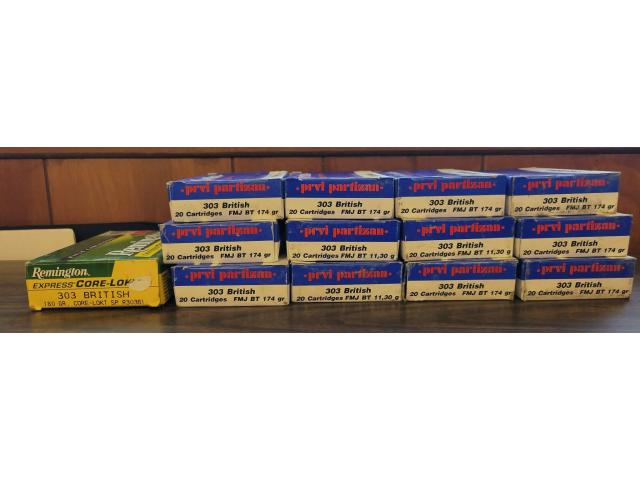 Remington
EXPRESS CORE-LOKT
303 BRITISH
180 GR. CORE-LOKT SP R303B1
·prvi partizan·
303 British
20 Cartridges FMJ BT 174 gr
·prvi partizan·
303 British
20 Cartridges FMJ BT 174 gr
·prvi partizan·
303 British
20 Cartridges FMJ BT 174 gr
·prvi partizan·
303 British
20 Cartridges FMJ BT 174 gr
·prvi partizan·
303 British
20 Cartridges FMJ BT 174 gr
·prvi partizan·
303 British
20 Cartridges FMJ BT 11,30 g
·prvi partizan·
303 British
20 Cartridges FMJ BT 11,30 g
·prvi partizan·
303 British
20 Cartridges FMJ BT 174 gr
·prvi partizan·
303 British
20 Cartridges FMJ BT 174 gr
·prvi partizan·
303 British
20 Cartridges FMJ BT 11,30 g
·prvi partizan·
303 British
20 Cartridges FMJ BT 174 gr
·prvi partizan·
303 British
20 Cartridges FMJ BT 174 gr